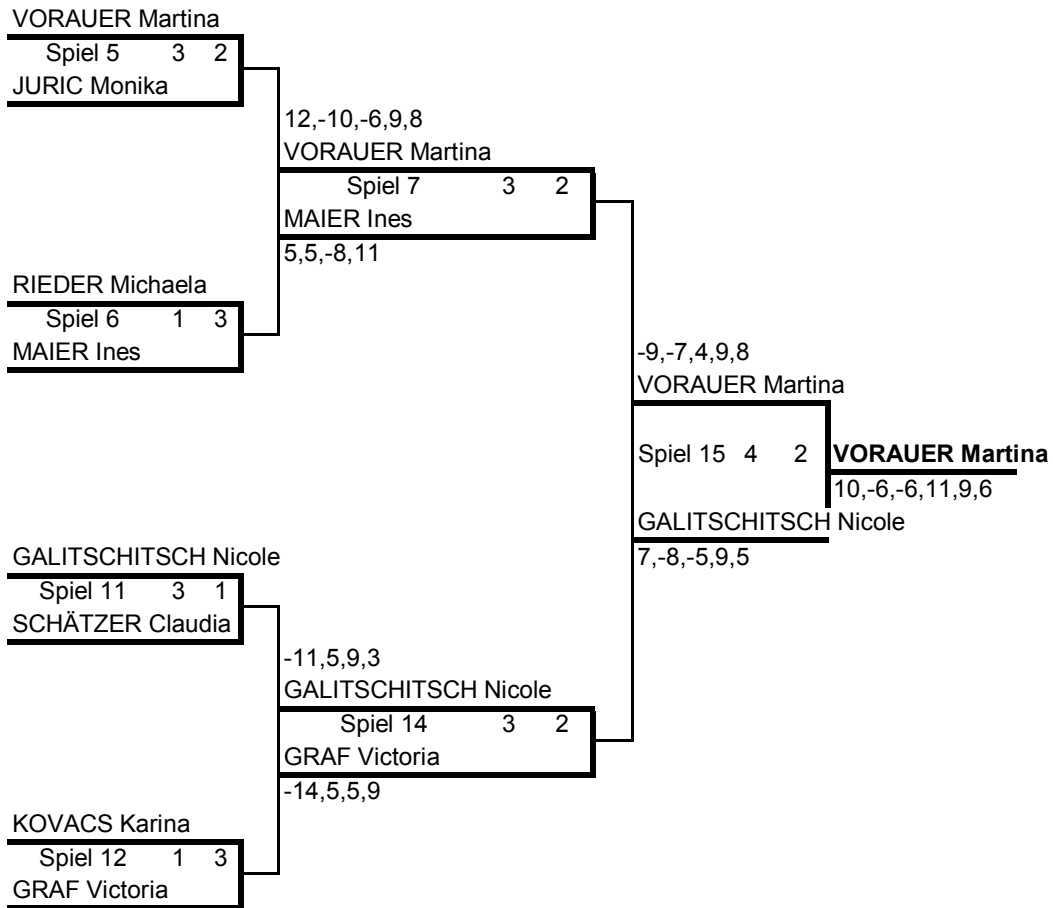 VORAUER Martina
Spiel 5 3 2
JURIC Monika
12,-10,-6,9,8
VORAUER Martina
Spiel 7 3 2
MAIER Ines
5,5,-8,11
RIEDER Michaela
Spiel 6 1 3
MAIER Ines
-9,-7,4,9,8
VORAUER Martina
Spiel 15 4 2
VORAUER Martina
10,-6,-6,11,9,6
GALITSCHITSCH Nicole
7,-8,-5,9,5
GALITSCHITSCH Nicole
Spiel 11 3 1
SCHÄTZER Claudia
-11,5,9,3
GALITSCHITSCH Nicole
Spiel 14 3 2
GRAF Victoria
-14,5,5,9
KOVACS Karina
Spiel 12 1 3
GRAF Victoria